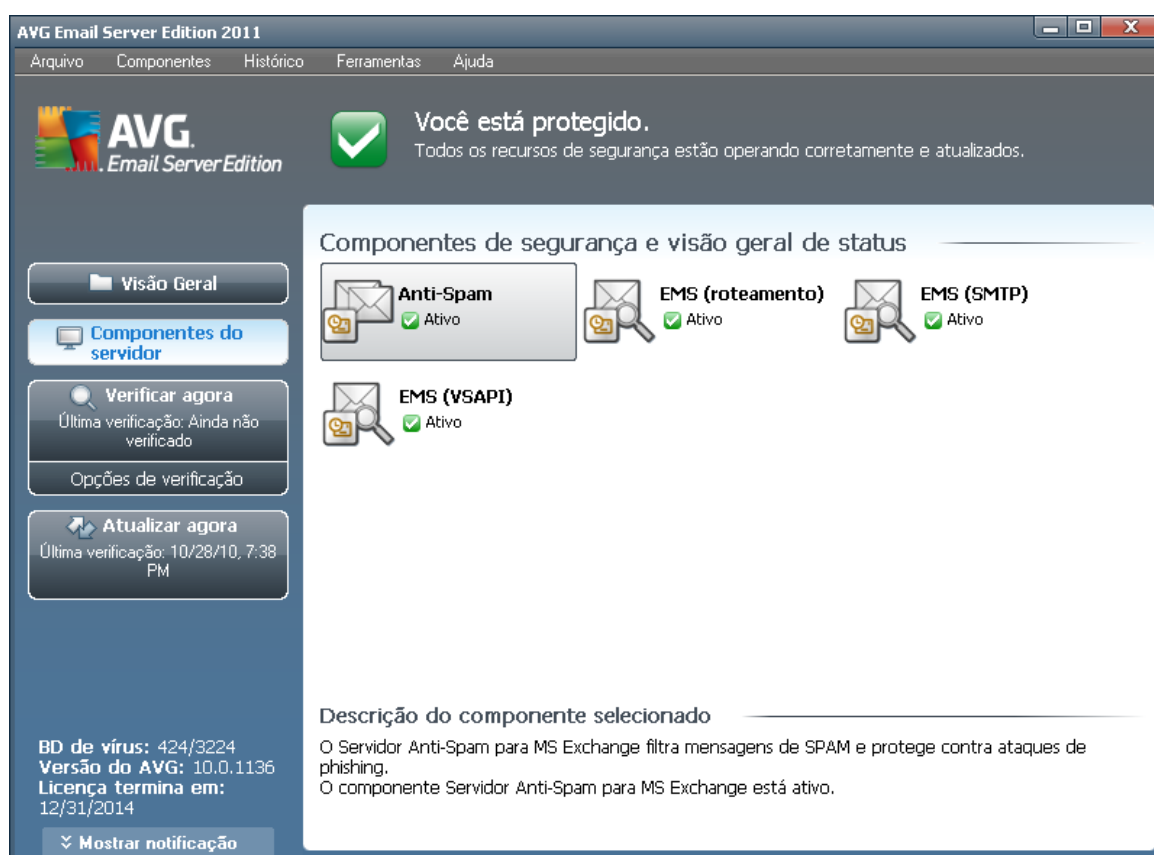 AVG Email Server Edition 2011
Arquivo Componentes Histórico Ferramentas Ajuda
AVG.
Email Server Edition
Você está protegido.
Todos os recursos de segurança estão operando corretamente e atualizados.
Visão Geral
Componentes do
servidor
Verificar agora
Última verificação: Ainda não
verificado
Opções de verificação
Atualizar agora
Última verificação: 10/28/10, 7:38
PM
BD de vírus: 424/3224
Versão do AVG: 10.0.1136
Licença termina em:
12/31/2014
Mostrar notificação
Componentes de segurança e visão geral de status
Anti-Spam
Ativo
EMS (roteamento)
Ativo
EMS (SMTP)
Ativo
EMS (VSAPI)
Ativo
Descrição do componente selecionado
O Servidor Anti-Spam para MS Exchange filtra mensagens de SPAM e protege contra ataques de
phishing.
O componente Servidor Anti-Spam para MS Exchange está ativo.